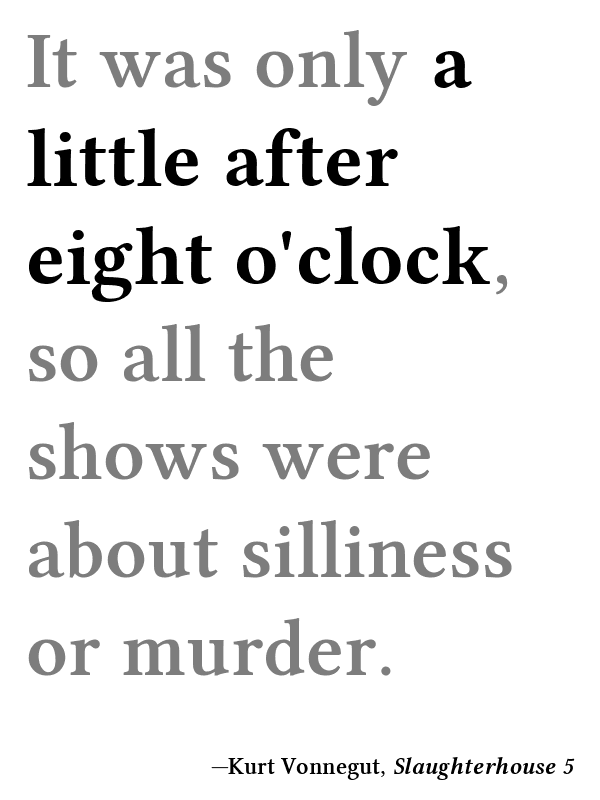 It was only a
little after
eight o'clock,
so all the
shows were
about silliness
or murder.
—Kurt Vonnegut, Slaughterhouse 5